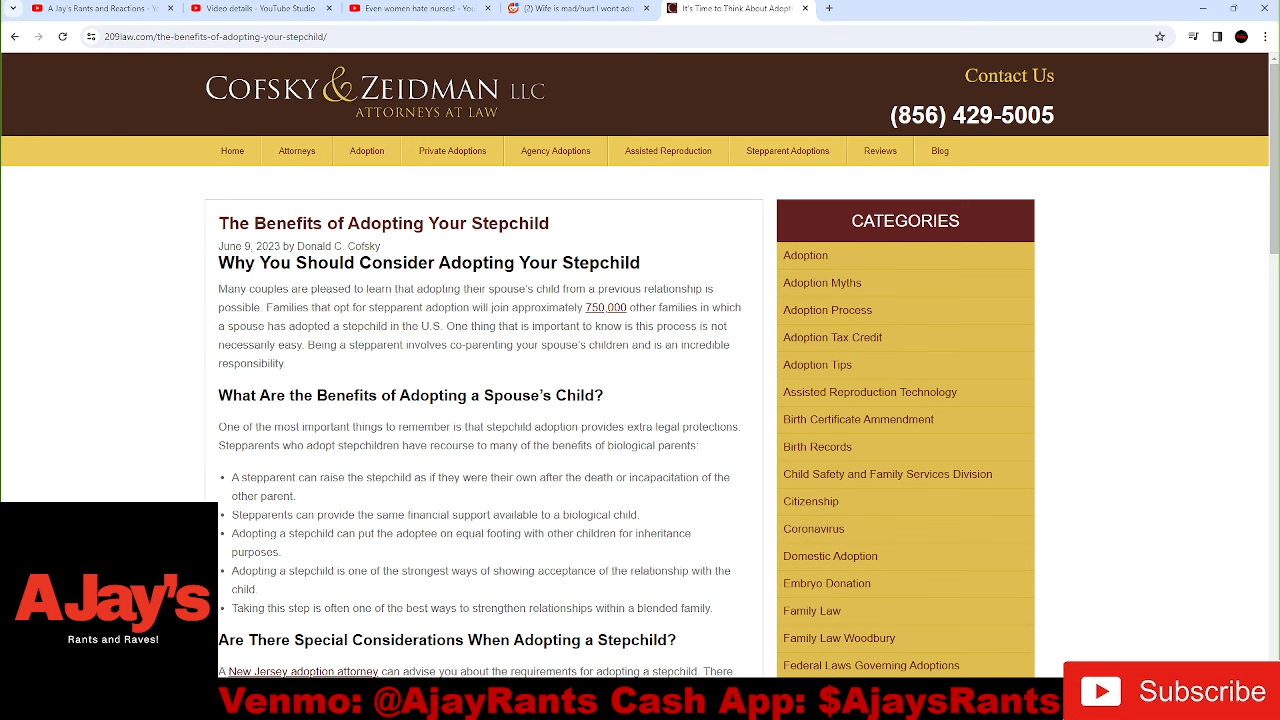 A Jay's Rants and Reactions - Y
Video details - YouTube Studio
Even women hate nurses! - You
(2) Wife is mad/hurt I wont ado
It's Time to Think About Adopti
209law.com/the-benefits-of-adopting-your-stepchild/
COFSKY & ZEIDMAN LLC
ATTORNEYS AT LAW
Contact Us
(856) 429-5005
Home Attorneys Adoption Private Adoptions Agency Adoptions Assisted Reproduction Stepparent Adoptions Reviews Blog
The Benefits of Adopting Your Stepchild
June 9, 2023 by Donald C. Cofsky
Why You Should Consider Adopting Your Stepchild
Many couples are pleased to learn that adopting their spouse's child from a previous relationship is
possible. Families that opt for stepparent adoption will join approximately 750,000 other families in which
a spouse has adopted a stepchild in the U.S. One thing that is important to know is this process is not
necessarily easy. Being a stepparent involves co-parenting your spouse's children and is an incredible
responsibility.
What Are the Benefits of Adopting a Spouse's Child?
One of the most important things to remember is that stepchild adoption provides extra legal protections.
Stepparents who adopt stepchildren have recourse to many of the benefits of biological parents:
• A stepparent can raise the stepchild as if they were their own after the death or incapacitation of the
other parent.
• Stepparents can provide the same financial support available to a biological child.
• Adopting a stepchild can put the adoptee on equal footing with other children for inheritance
purposes.
• Adopting a stepchild is one of the strongest ways of showing acceptance of the relationship with the
child.
• Taking this step is often one of the best ways to strengthen relationships within a blended family.
Are There Special Considerations When Adopting a Stepchild?
A New Jersey adoption attorney can advise you about the requirements for adopting a stepchild. There
CATEGORIES
Adoption
Adoption Myths
Adoption Process
Adoption Tax Credit
Adoption Tips
Assisted Reproduction Technology
Birth Certificate Ammendment
Birth Records
Child Safety and Family Services Division
Citizenship
Coronavirus
Domestic Adoption
Embryo Donation
Family Law
Family Law Woodbury
Federal Laws Governing Adoptions
A Jay's
Rants and Raves!
Venmo: @AjayRants Cash App: $AjaysRants
Subscribe